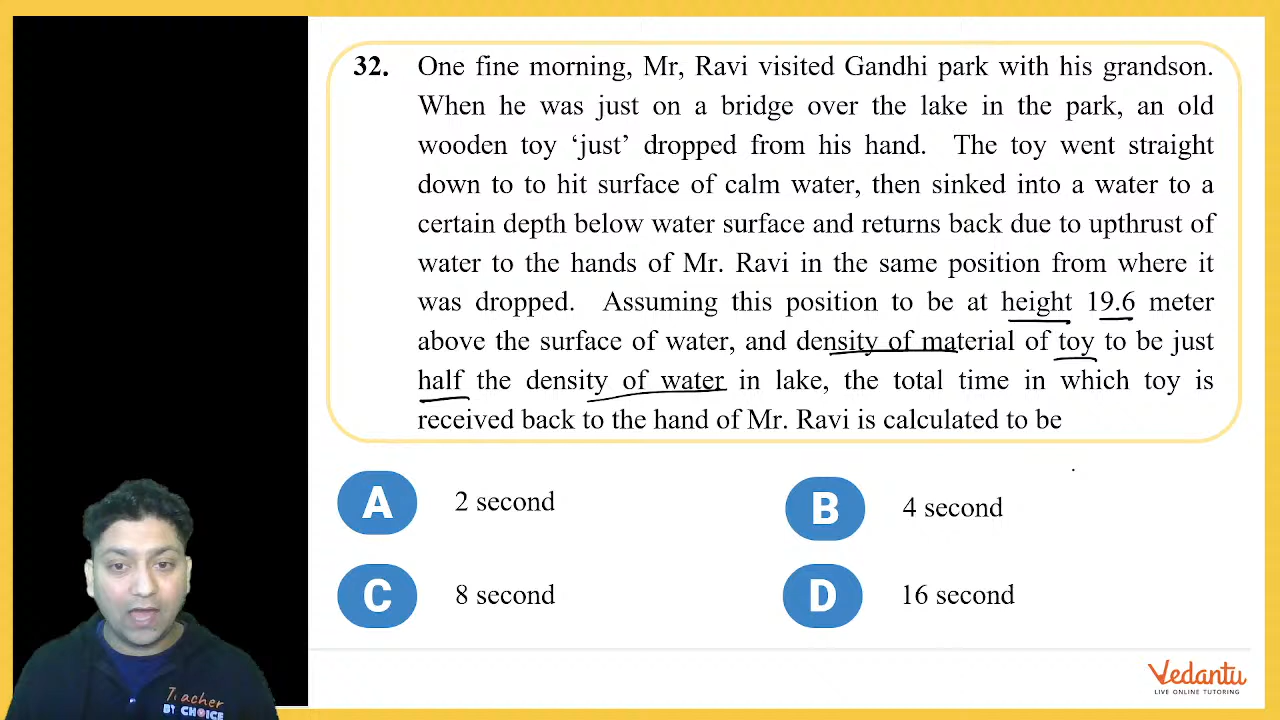 32. One fine morning, Mr, Ravi visited Gandhi park with his grandson.
When he was just on a bridge over the lake in the park, an old
wooden toy ‘just’ dropped from his hand. The toy went straight
down to to hit surface of calm water, then sinked into a water to a
certain depth below water surface and returns back due to upthrust of
water to the hands of Mr. Ravi in the same position from where it
was dropped. Assuming this position to be at height 19.6 meter
above the surface of water, and density of material of toy to be just
half the density of water in lake, the total time in which toy is
received back to the hand of Mr. Ravi is calculated to be
A 2 second
B 4 second
C 8 second
D 16 second
Teacher
BY CHOICE
Vedantu
LIVE ONLINE TUTORING